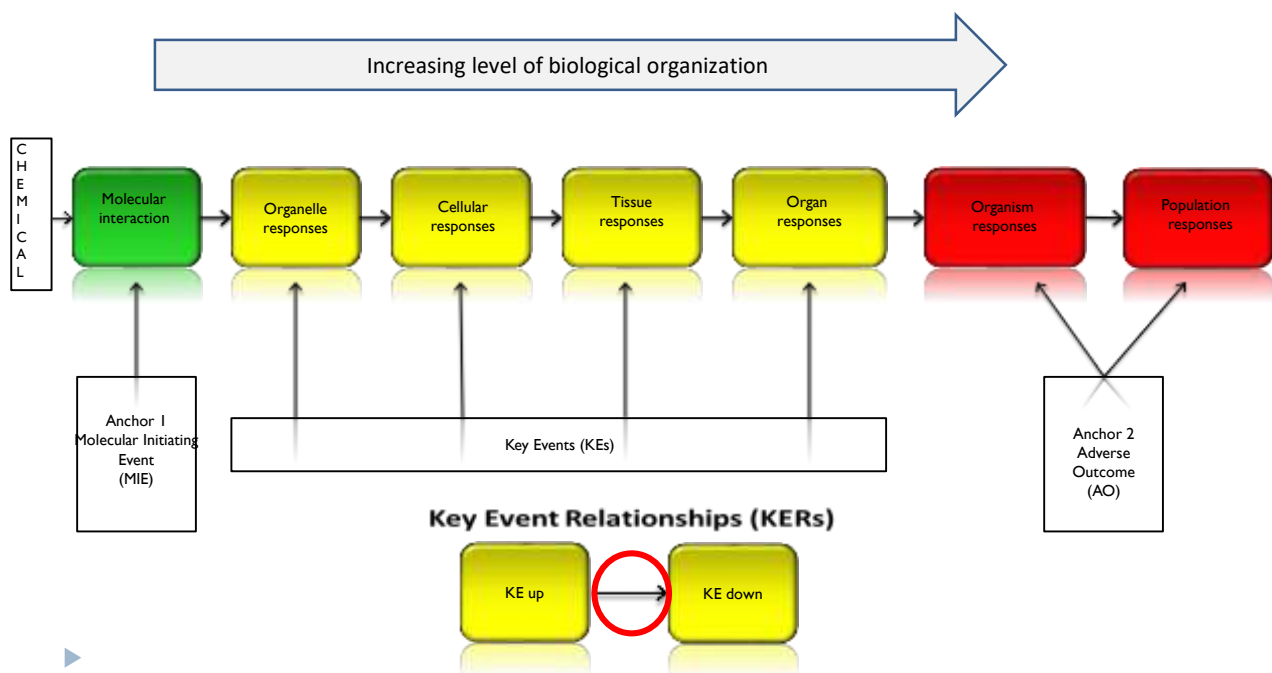 Increasing level of biological organization
C
H
E
M
I
C
A
L
Molecular
interaction
Organelle
responses
Cellular
responses
Tissue
responses
Organ
responses
Organism
responses
Population
responses
Anchor 1
Molecular Initiating
Event
(MIE)
Key Events (KEs)
Anchor 2
Adverse
Outcome
(AO)
Key Event Relationships (KERs)
KE up
KE down